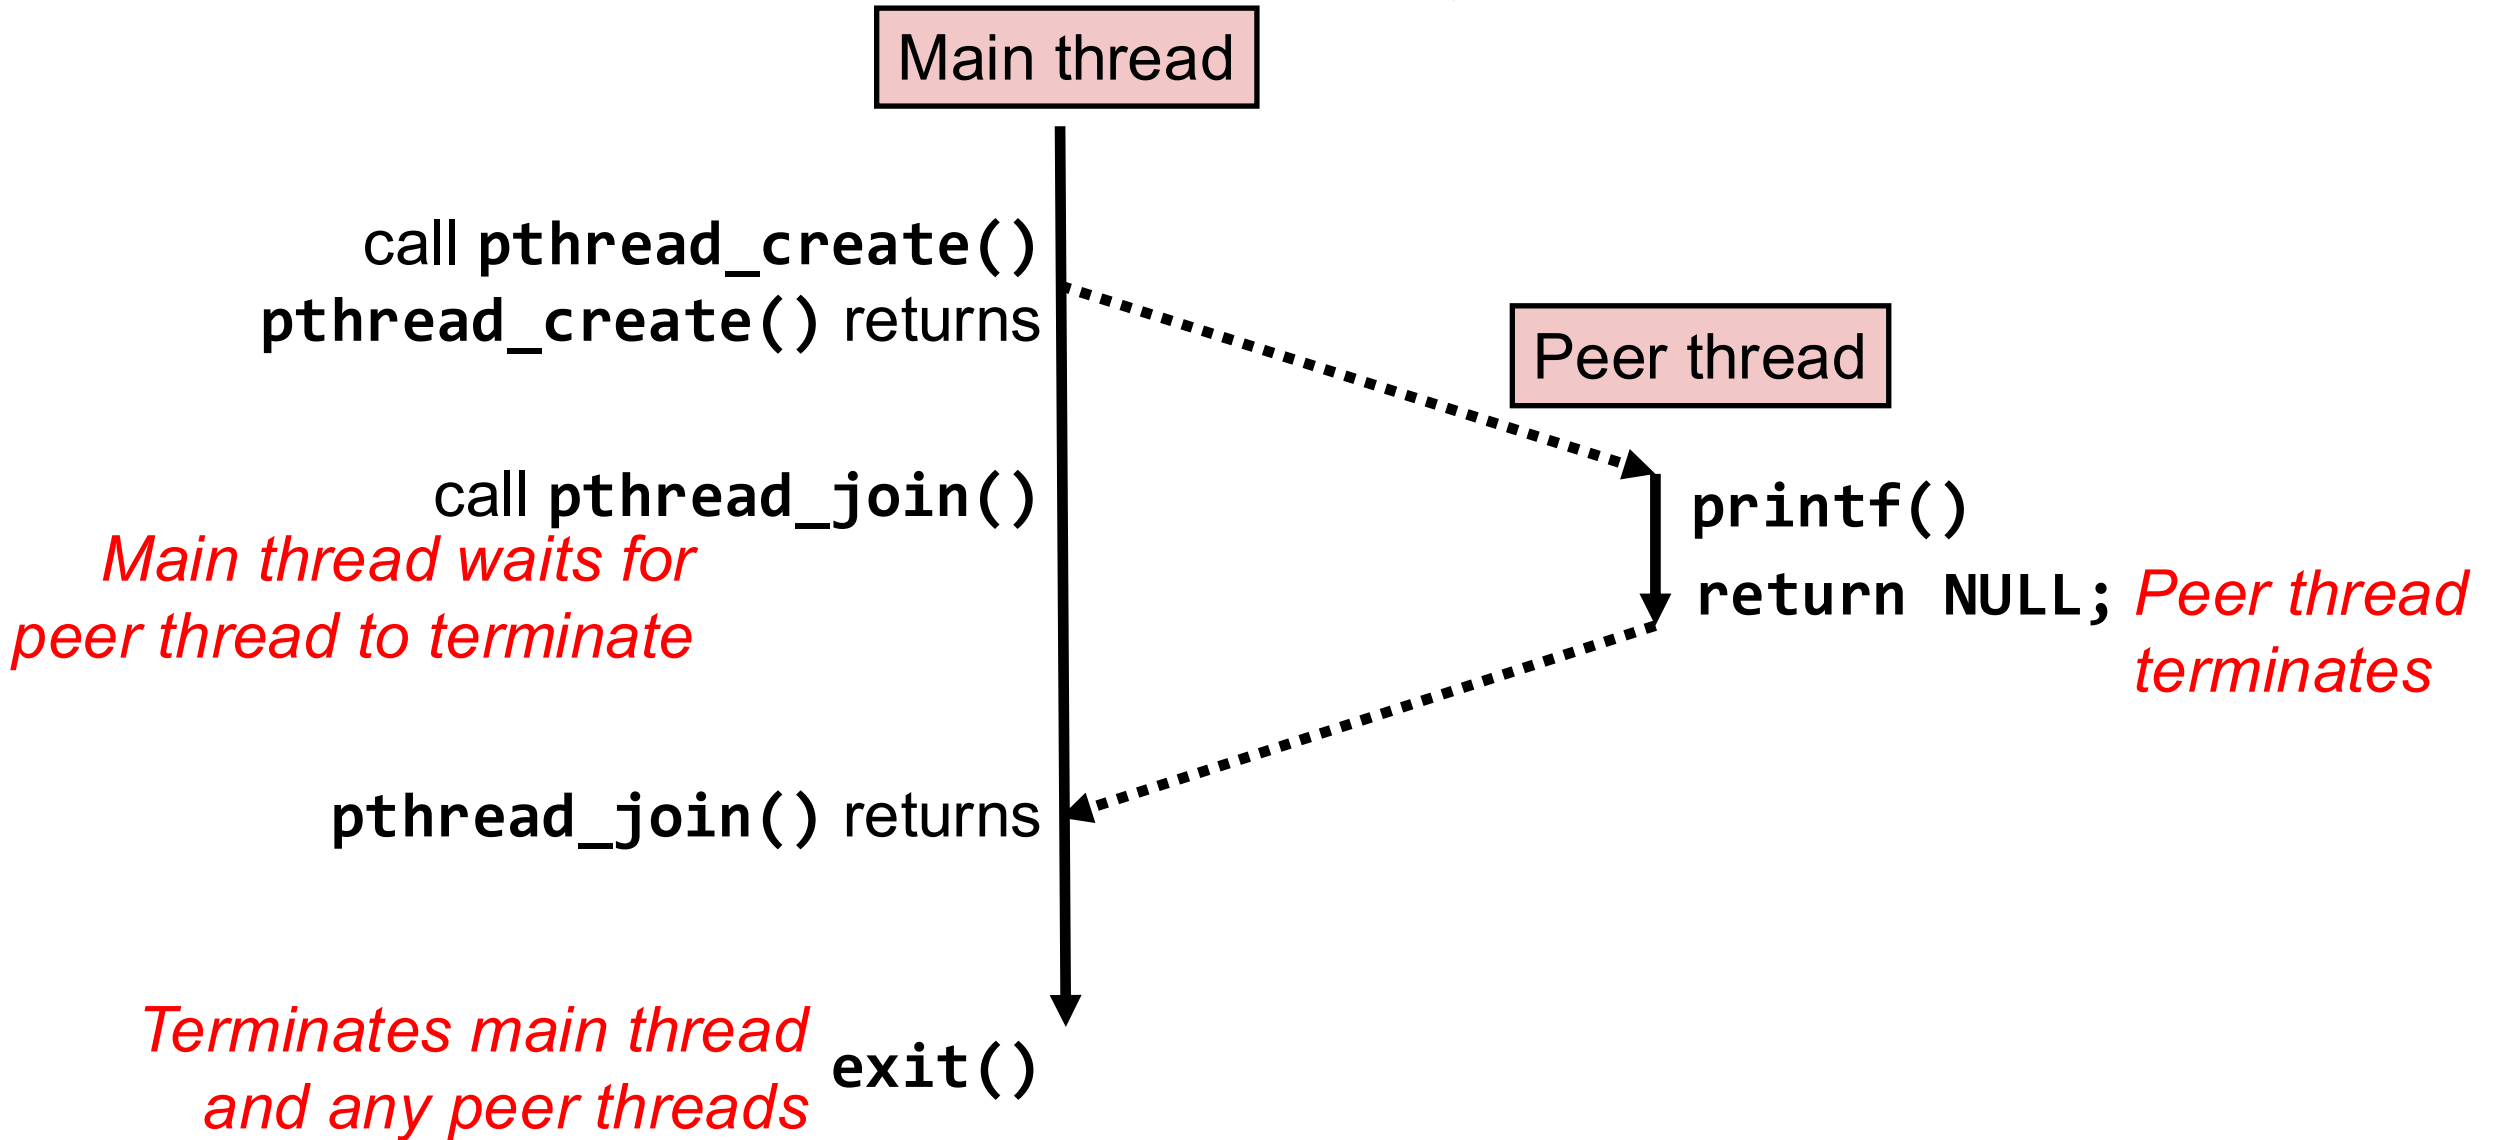 Main thread
call pthread_create()
pthread_create() returns
Peer thread
call pthread_join()
Main thread waits for
peer thread to terminate
printf()
return NULL; Peer thread
terminates
pthread_join() returns
Terminates main thread
and any peer threads
exit()